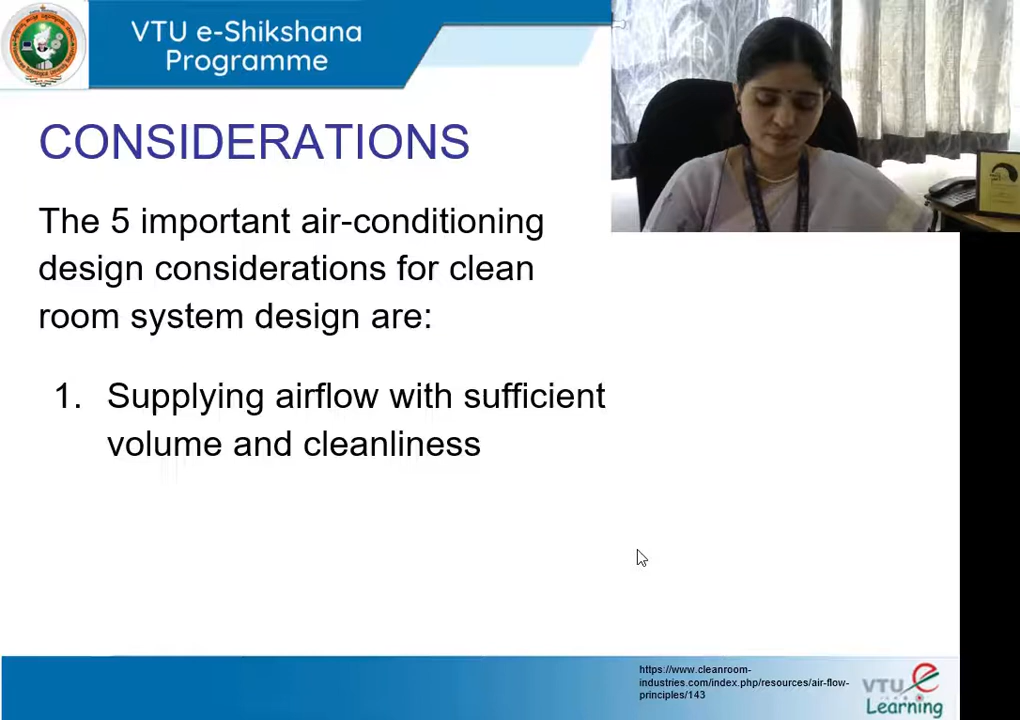 VTU e-Shikshana
Programme
CONSIDERATIONS
The 5 important air-conditioning
design considerations for clean
room system design are:
1. Supplying airflow with sufficient
volume and cleanliness
https://www.cleanroom-
industries.com/index.php/resources/air-flow-
principles/143
VTU e
Learning